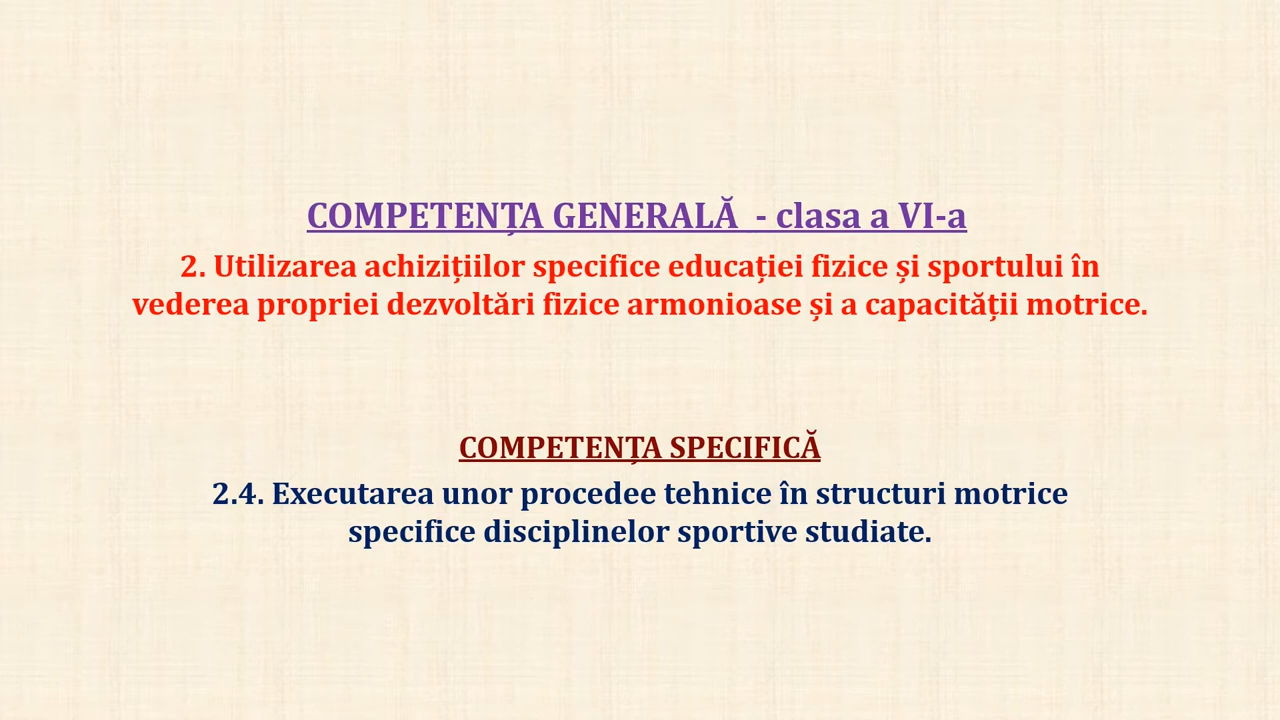 COMPETENȚA GENERALĂ  - clasa a VI-a
2. Utilizarea achizițiilor specifice educației fizice și sportului în
vederea propriei dezvoltări fizice armonioase și a capacității motrice.
COMPETENȚA SPECIFICĂ
2.4. Executarea unor procedee tehnice în structuri motrice
specifice disciplinelor sportive studiate.